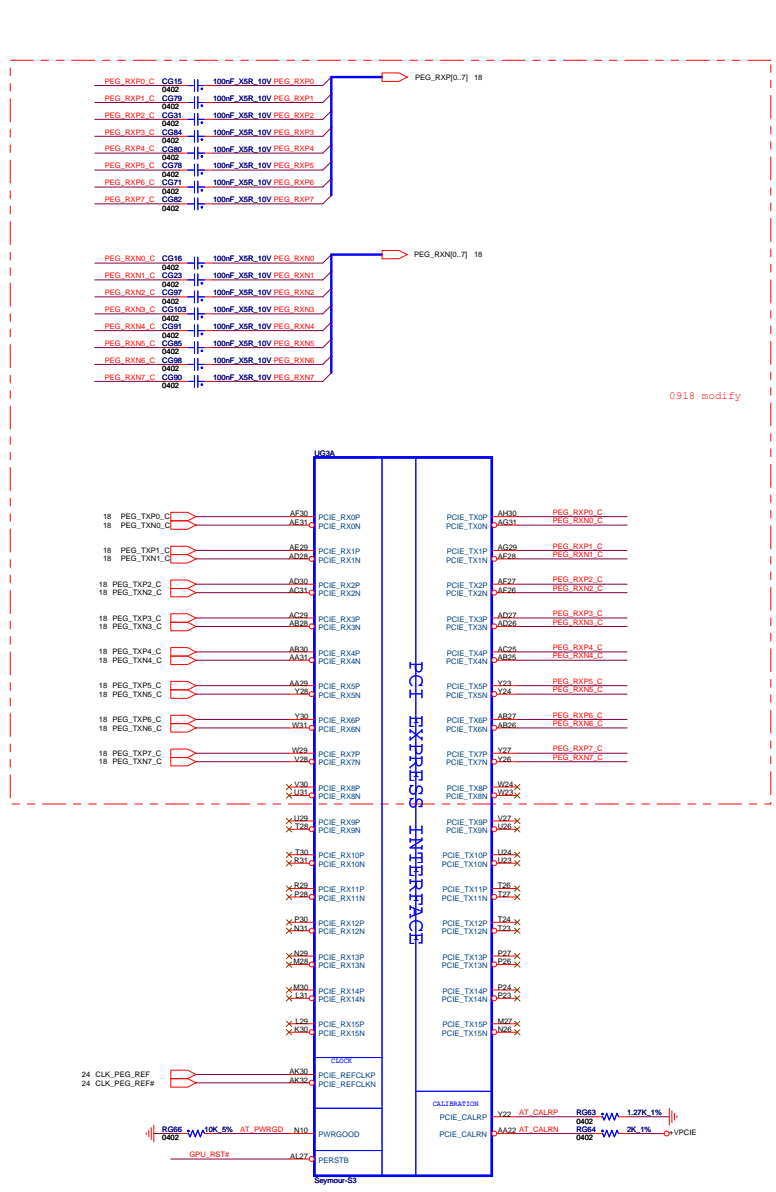 PEG_RXP0_C CG15 100nF_X5R_10V PEG_RXP0 PEG_RXP[0..7] 18
0402
PEG_RXP1_C CG79 100nF_X5R_10V PEG_RXP1
0402
PEG_RXP2_C CG31 100nF_X5R_10V PEG_RXP2
0402
PEG_RXP3_C CG84 100nF_X5R_10V PEG_RXP3
0402
PEG_RXP4_C CG80 100nF_X5R_10V PEG_RXP4
0402
PEG_RXP5_C CG78 100nF_X5R_10V PEG_RXP5
0402
PEG_RXP6_C CG71 100nF_X5R_10V PEG_RXP6
0402
PEG_RXP7_C CG82 100nF_X5R_10V PEG_RXP7
0402
PEG_RXN0_C CG16 100nF_X5R_10V PEG_RXN0 PEG_RXN[0..7] 18
0402
PEG_RXN1_C CG23 100nF_X5R_10V PEG_RXN1
0402
PEG_RXN2_C CG97 100nF_X5R_10V PEG_RXN2
0402
PEG_RXN3_C CG103 100nF_X5R_10V PEG_RXN3
0402
PEG_RXN4_C CG91 100nF_X5R_10V PEG_RXN4
0402
PEG_RXN5_C CG85 100nF_X5R_10V PEG_RXN5
0402
PEG_RXN6_C CG98 100nF_X5R_10V PEG_RXN6
0402
PEG_RXN7_C CG90 100nF_X5R_10V PEG_RXN7
0402
0918 modify
UG3A
18 PEG_TXP0_C AF30 PCIE_RX0P PCIE_TX0P AH30 PEG_RXP0_C
18 PEG_TXN0_C AE31 PCIE_RX0N PCIE_TX0N AG31 PEG_RXN0_C
18 PEG_TXP1_C AE29 PCIE_RX1P PCIE_TX1P AG29 PEG_RXP1_C
18 PEG_TXN1_C AD28 PCIE_RX1N PCIE_TX1N AF28 PEG_RXN1_C
18 PEG_TXP2_C AD30 PCIE_RX2P PCIE_TX2P AF27 PEG_RXP2_C
18 PEG_TXN2_C AC31 PCIE_RX2N PCIE_TX2N AF26 PEG_RXN2_C
18 PEG_TXP3_C AC29 PCIE_RX3P PCIE_TX3P AD27 PEG_RXP3_C
18 PEG_TXN3_C AB28 PCIE_RX3N PCIE_TX3N AD26 PEG_RXN3_C
18 PEG_TXP4_C AB30 PCIE_RX4P PCIE_TX4P AC25 PEG_RXP4_C
18 PEG_TXN4_C AA31 PCIE_RX4N PCIE_TX4N AB25 PEG_RXN4_C
18 PEG_TXP5_C AA29 PCIE_RX5P PCIE_TX5P Y23 PEG_RXP5_C
18 PEG_TXN5_C Y28 PCIE_RX5N PCIE_TX5N Y24 PEG_RXN5_C
18 PEG_TXP6_C Y30 PCIE_RX6P PCIE_TX6P AB27 PEG_RXP6_C
18 PEG_TXN6_C W31 PCIE_RX6N PCIE_TX6N AB26 PEG_RXN6_C
18 PEG_TXP7_C W29 PCIE_RX7P PCIE_TX7P Y27 PEG_RXP7_C
18 PEG_TXN7_C V28 PCIE_RX7N PCIE_TX7N Y26 PEG_RXN7_C
V30 PCIE_RX8P PCIE_TX8P W24
U31 PCIE_RX8N PCIE_TX8N W23
U29 PCIE_RX9P PCIE_TX9P V27
T28 PCIE_RX9N PCIE_TX9N U26
T30 PCIE_RX10P PCIE_TX10P U24
R31 PCIE_RX10N PCIE_TX10N U23
R29 PCIE_RX11P PCIE_TX11P T26
P28 PCIE_RX11N PCIE_TX11N T27
P30 PCIE_RX12P PCIE_TX12P T24
N31 PCIE_RX12N PCIE_TX12N T23
N29 PCIE_RX13P PCIE_TX13P P27
M28 PCIE_RX13N PCIE_TX13N P26
M30 PCIE_RX14P PCIE_TX14P P24
L31 PCIE_RX14N PCIE_TX14N P23
L29 PCIE_RX15P PCIE_TX15P M27
K30 PCIE_RX15N PCIE_TX15N N26
PCI EXPRESS INTERFACE
CLOCK
24 CLK_PEG_REF AK30 PCIE_REFCLKP
24 CLK_PEG_REF# AK32 PCIE_REFCLKN
CALIBRATION
PCIE_CALRP Y22 AT_CALRP RG63 1.27K_1%
0402
RG66 10K_5% AT_PWRGD N10 PWRGOOD PCIE_CALRN AA22 AT_CALRN RG64 2K_1% +VPCIE
0402 0402
GPU_RST# AL27 PERSTB
Seymour-S3